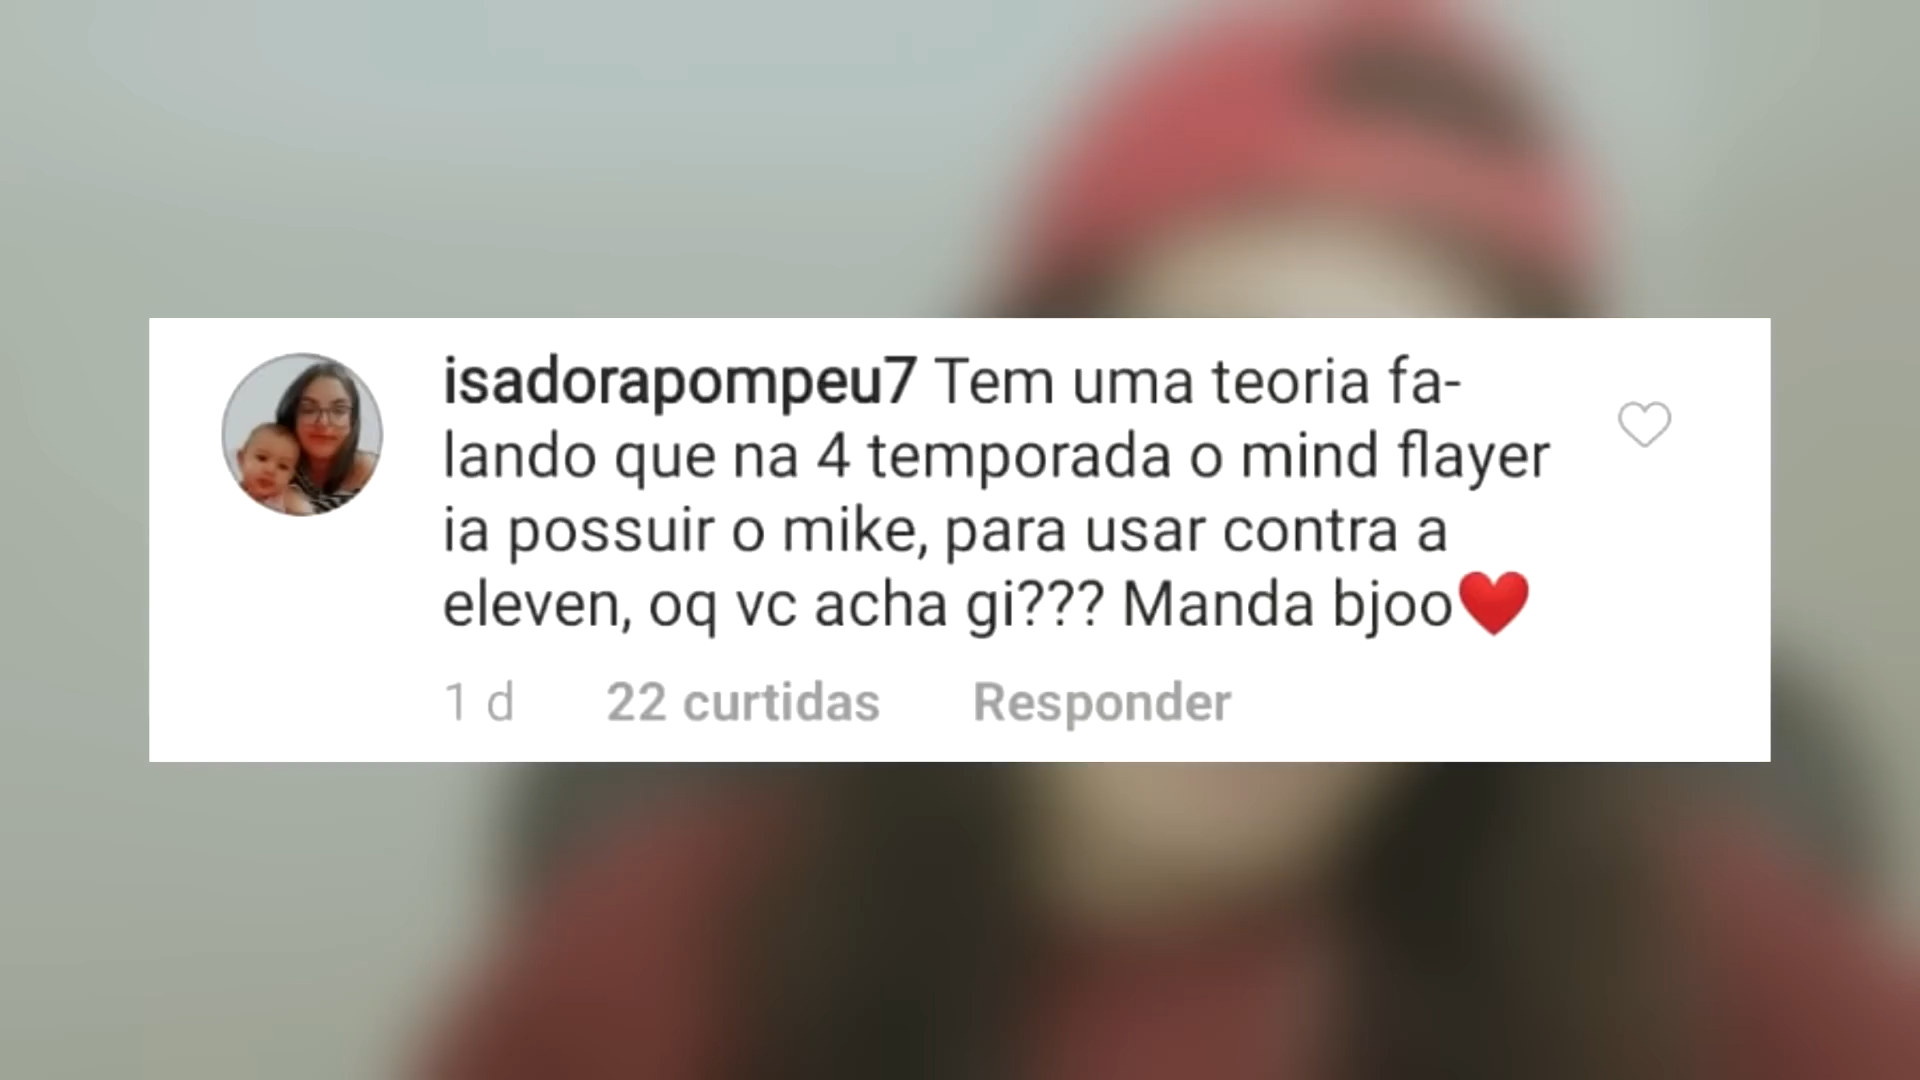 isadorapompeu7 Tem uma teoria fa-
lando que na 4 temporada o mind flayer
ia possuir o mike, para usar contra a
eleven, oq vc acha gi??? Manda bjoo❤️
1 d 22 curtidas Responder